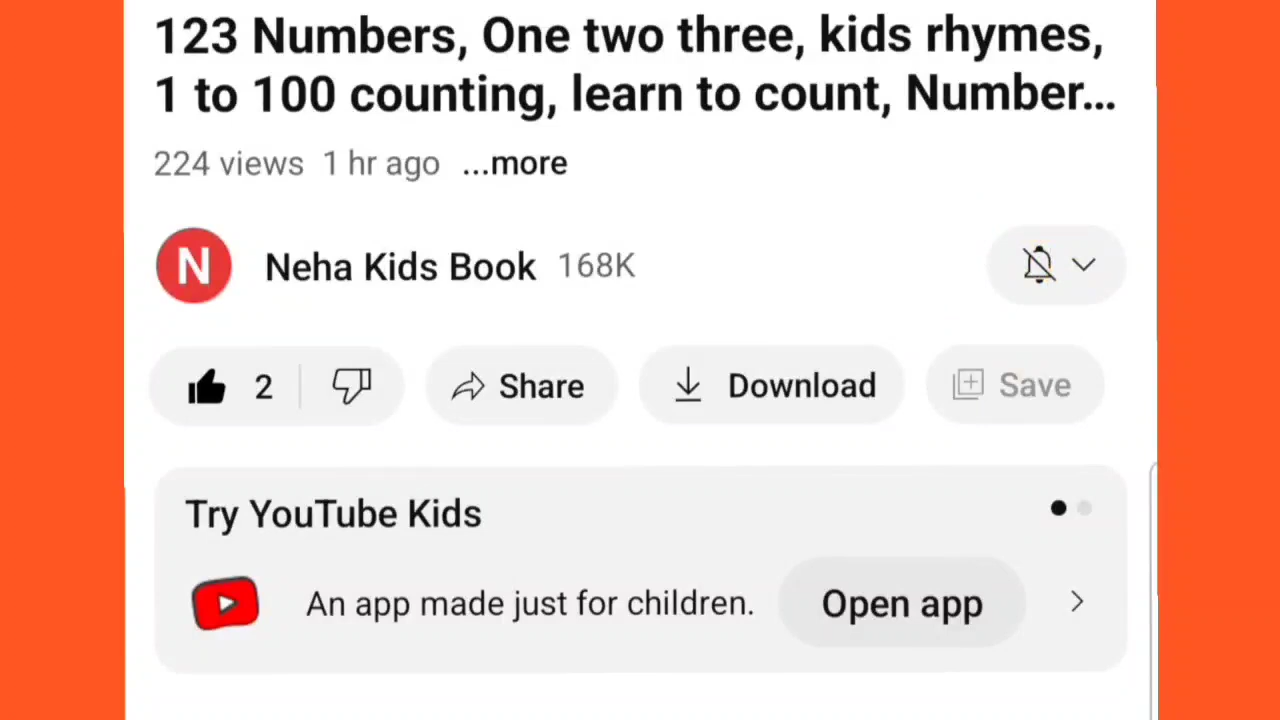 123 Numbers, One two three, kids rhymes,
1 to 100 counting, learn to count, Number...
224 views 1 hr ago ...more
N Neha Kids Book 168K
2 Share Download Save
Try YouTube Kids
An app made just for children. Open app